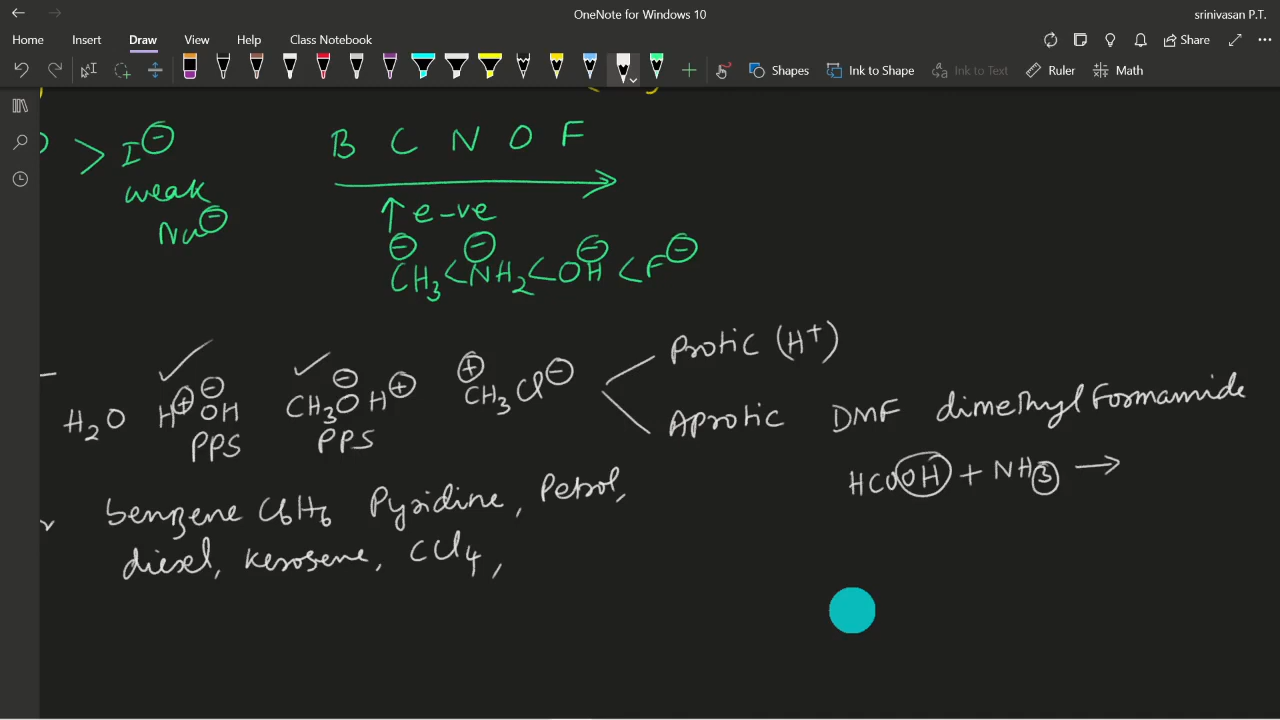 OneNote for Windows 10
srinivasan P.T.
Home Insert Draw View Help Class Notebook
Share
Shapes Ink to Shape Ink to Text Ruler Math
> I⊖ B C N O F
weak
Nu⊖ ↑ e-ve
⊖CH3 < ⊖NH2 < OH⊖ < F⊖
Protic (H+)
H2O H⊕ ⊖OH CH3O⊖ H⊕ ⊕CH3 Cl⊖
PPS PPS
Aprotic DMF dimethyl Formamide
HCOOH + NH3 →
benzene C6H6 Pyridine, Petrol,
diesel, kerosene, CCl4,